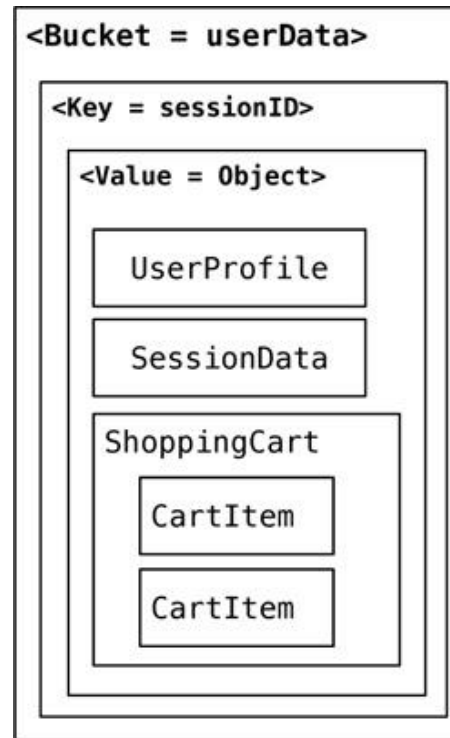 <Bucket = userData>
<Key = sessionID>
<Value = Object>
UserProfile
SessionData
ShoppingCart
CartItem
CartItem